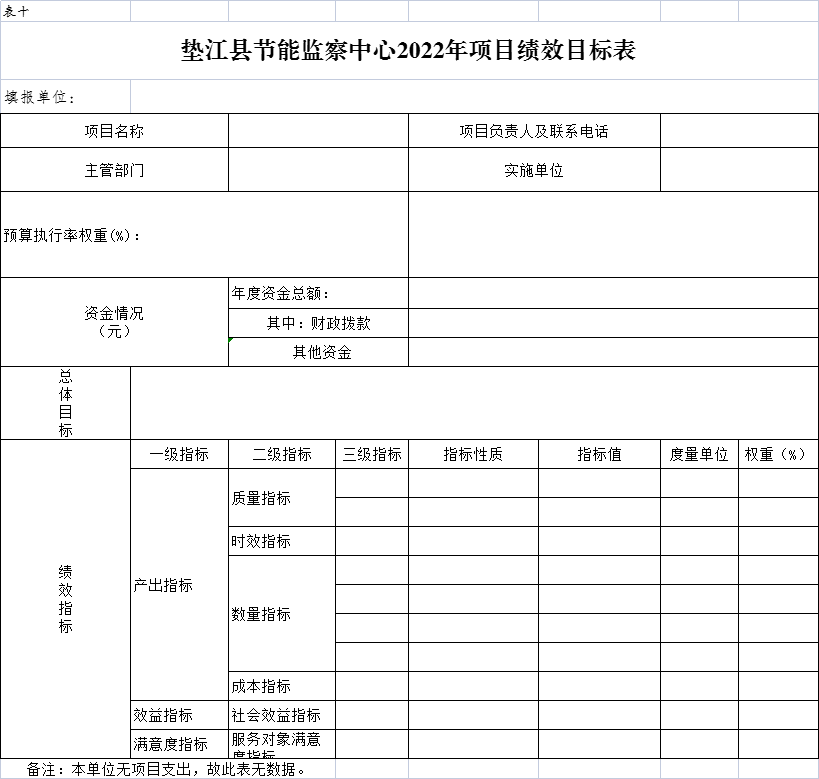 表十
垫江县节能监察中心2022年项目绩效目标表
填报单位：
项目名称 项目负责人及联系电话
主管部门 实施单位
预算执行率权重(%)：
资金情况
（元）
年度资金总额：
其中：财政拨款
其他资金
总
体
目
标
绩
效
指
标
一级指标 二级指标 三级指标 指标性质 指标值 度量单位 权重（%）
产出指标
质量指标
时效指标
数量指标
成本指标
效益指标 社会效益指标
满意度指标 服务对象满意
度指标
备注：本单位无项目支出，故此表无数据。